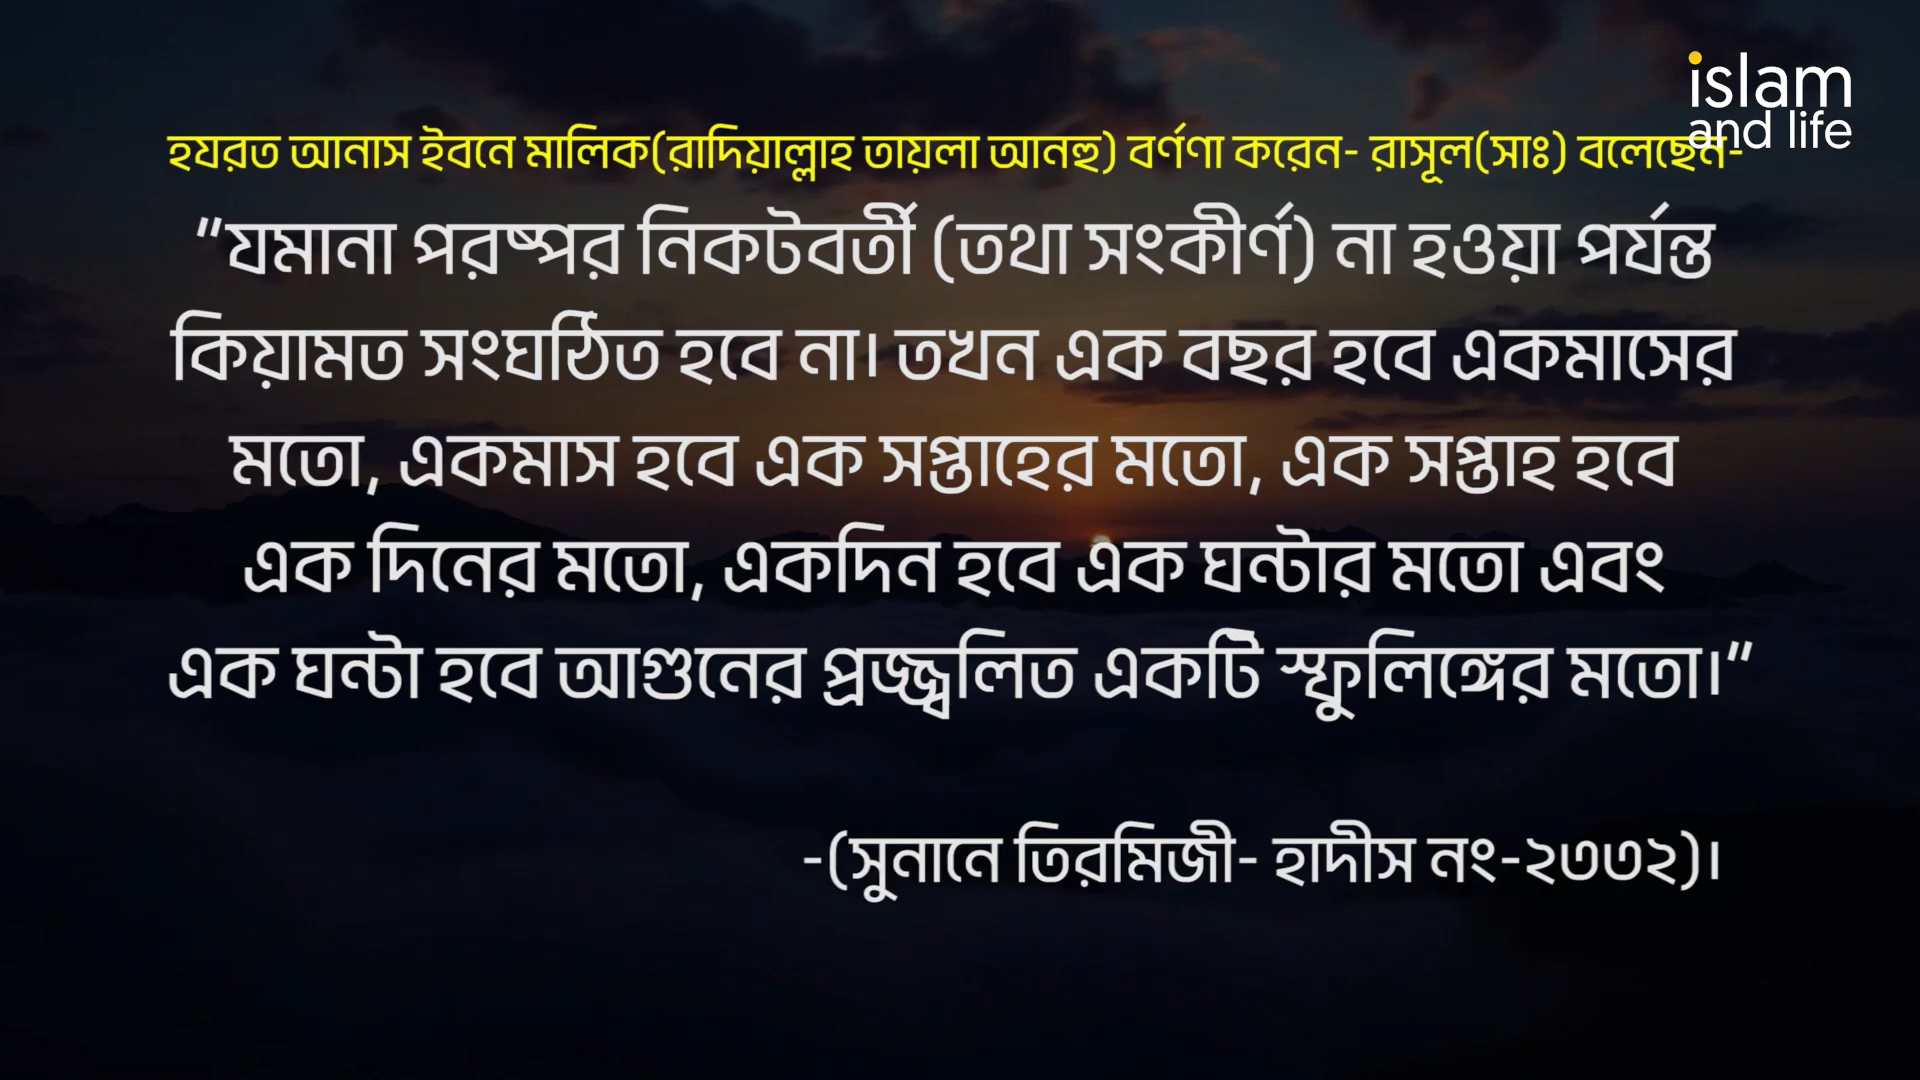 islam
and life
হযরত আনাস ইবনে মালিক(রাদিয়াল্লাহ তায়লা আনহু) বর্ণণা করেন- রাসূল(সাঃ) বলেছেন-
"যমানা পরষ্পর নিকটবর্তী (তথা সংকীর্ণ) না হওয়া পর্যন্ত
কিয়ামত সংঘঠিত হবে না। তখন এক বছর হবে একমাসের
মতো, একমাস হবে এক সপ্তাহের মতো, এক সপ্তাহ হবে
এক দিনের মতো, একদিন হবে এক ঘন্টার মতো এবং
এক ঘন্টা হবে আগুনের প্রজ্জ্বলিত একটি স্ফুলিঙ্গের মতো।"
-(সুনানে তিরমিজী- হাদীস নং-২৩৩২)।